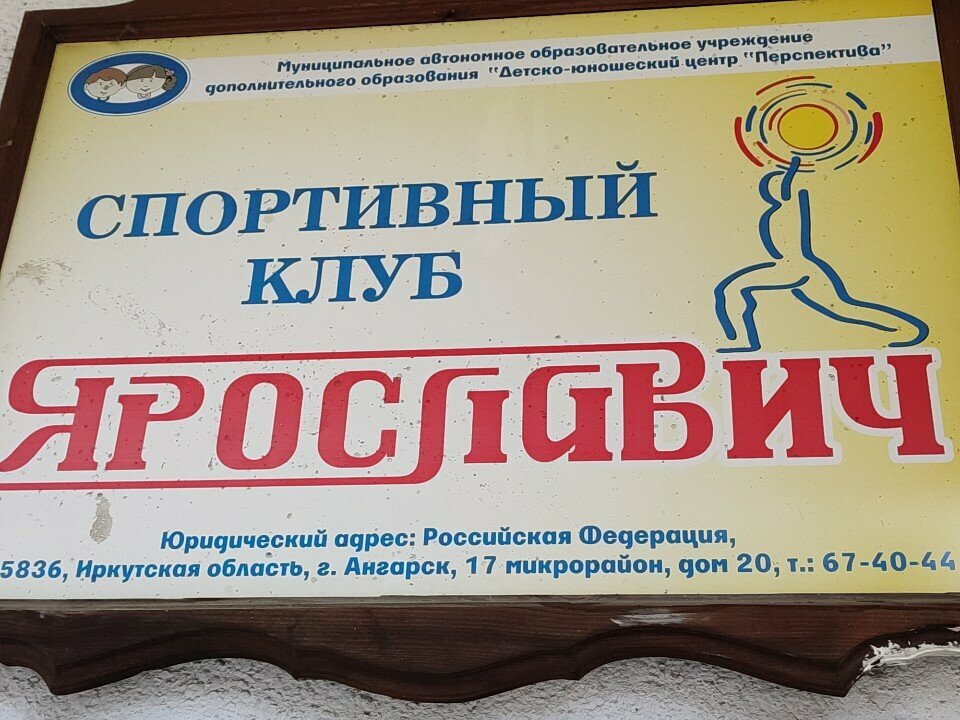 Муниципальное автономное образовательное учреждение
дополнительного образования "Детско-юношеский центр "Перспектива"
СПОРТИВНЫЙ
КЛУБ
ЯРОСЛАВИЧ
Юридический адрес: Российская Федерация,
5836, Иркутская область, г. Ангарск, 17 микрорайон, дом 20, т.: 67-40-44